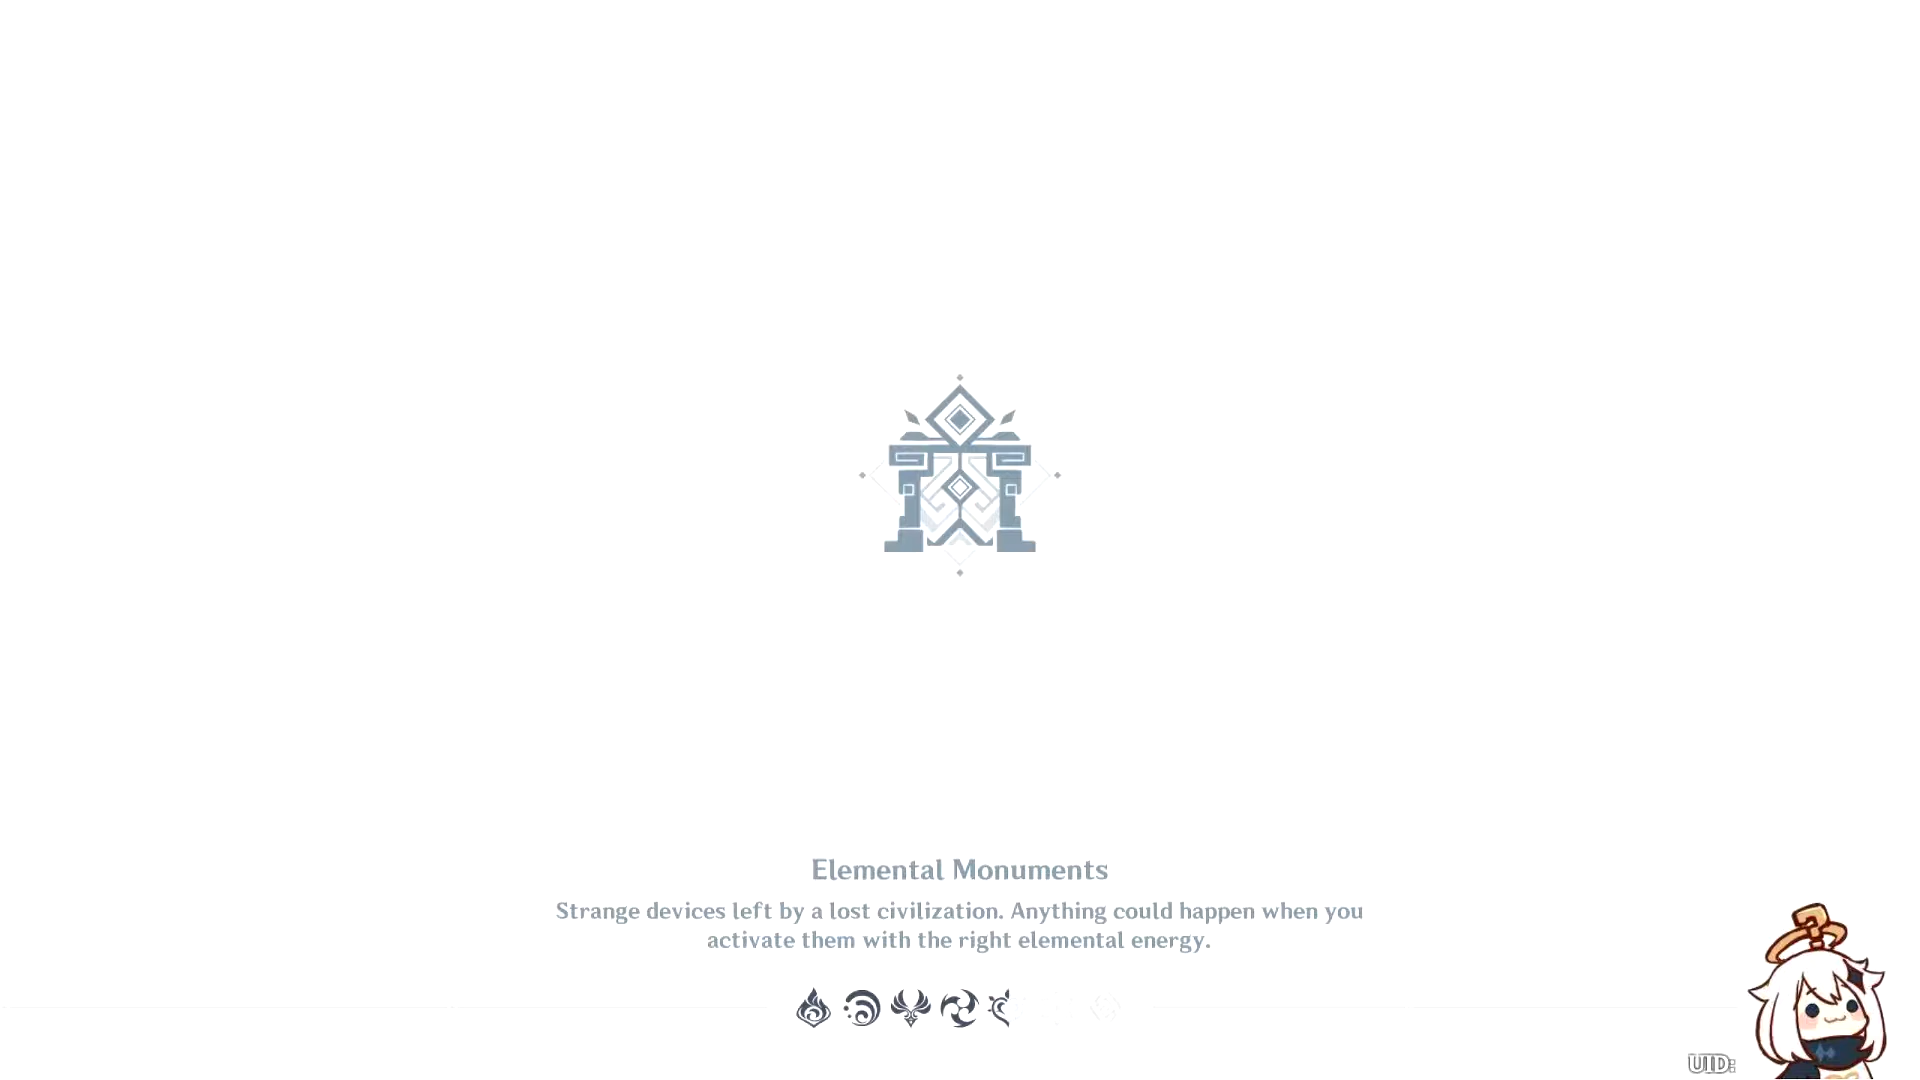 Elemental Monuments
Strange devices left by a lost civilization. Anything could happen when you
activate them with the right elemental energy.
UID: